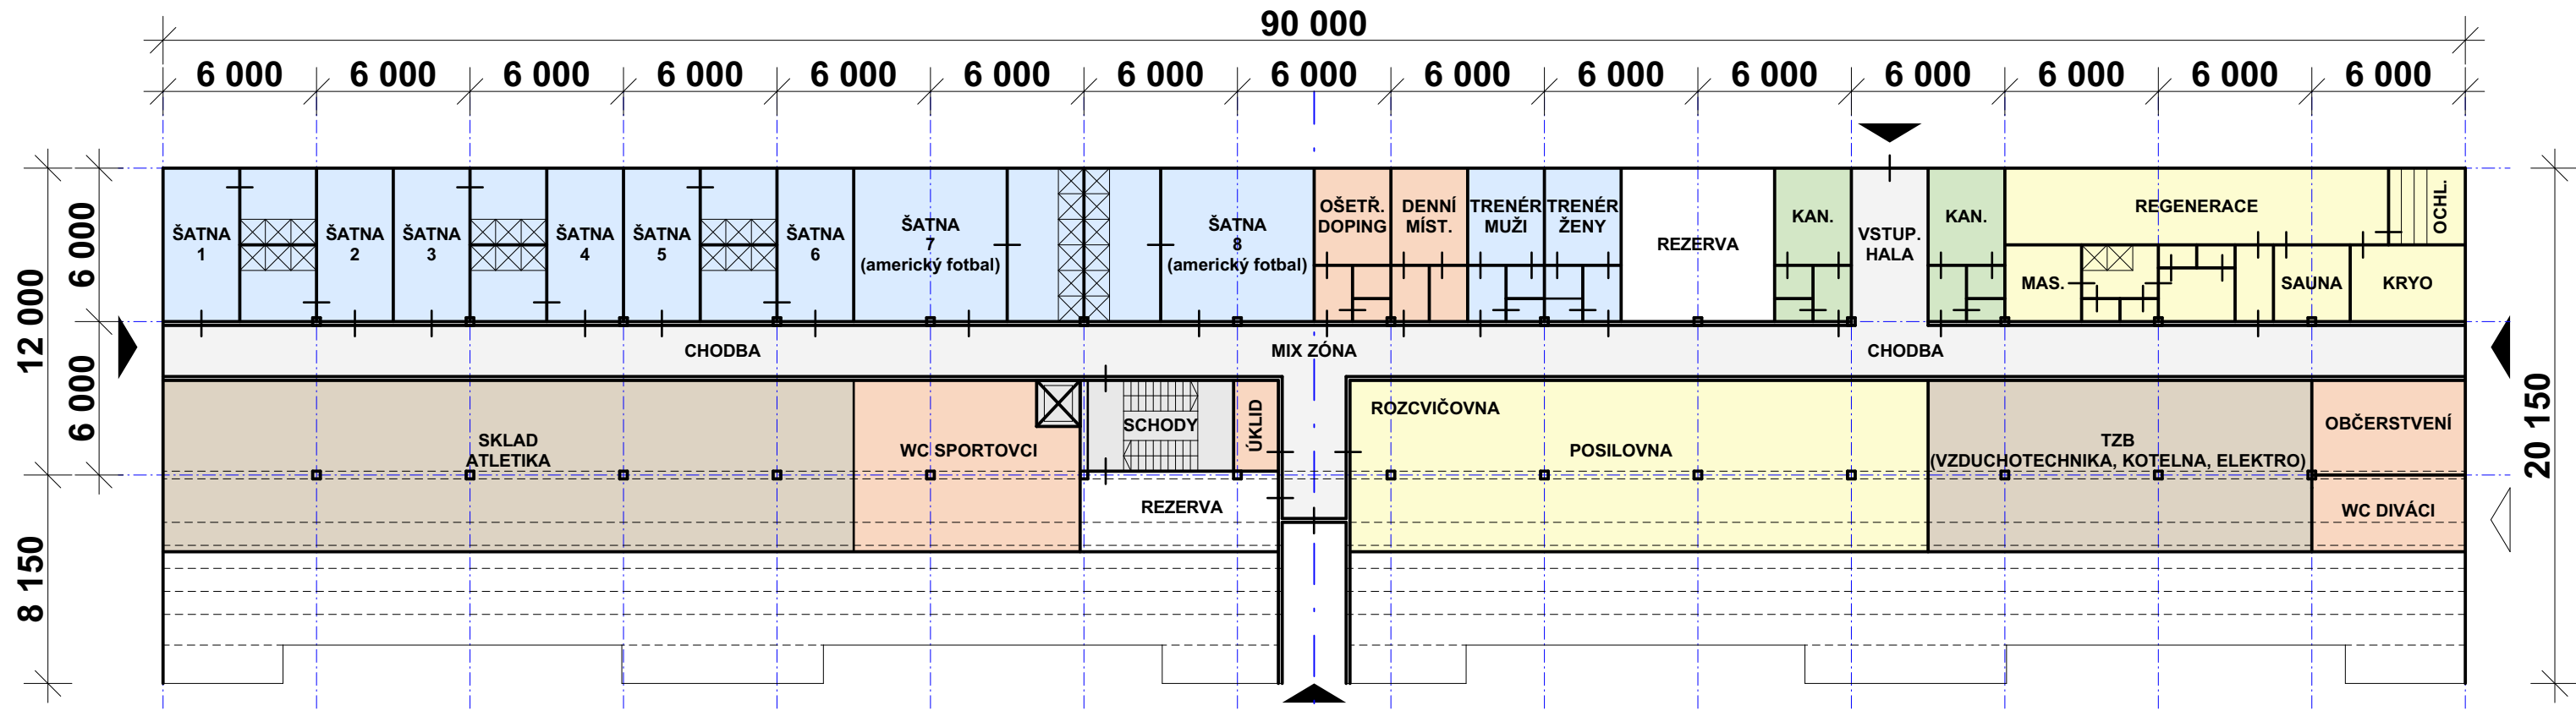 90 000
6 000 6 000 6 000 6 000 6 000 6 000 6 000 6 000 6 000 6 000 6 000 6 000 6 000 6 000 6 000
12 000
6 000
6 000
8 150
20 150
ŠATNA
1
ŠATNA
2
ŠATNA
3
ŠATNA
4
ŠATNA
5
ŠATNA
6
ŠATNA
7
(americký fotbal)
ŠATNA
8
(americký fotbal)
OŠETŘ.
DOPING
DENNÍ
MÍST.
TRENÉR
MUŽI
TRENÉR
ŽENY
REZERVA
KAN.
VSTUP.
HALA
KAN.
REGENERACE
OCHL.
MAS.
SAUNA
KRYO
CHODBA
MIX ZÓNA
CHODBA
SKLAD
ATLETIKA
WC SPORTOVCI
SCHODY
ÚKLID
REZERVA
ROZCVIČOVNA
POSILOVNA
TZB
(VZDUCHOTECHNIKA, KOTELNA, ELEKTRO)
OBČERSTVENÍ
WC DIVÁCI